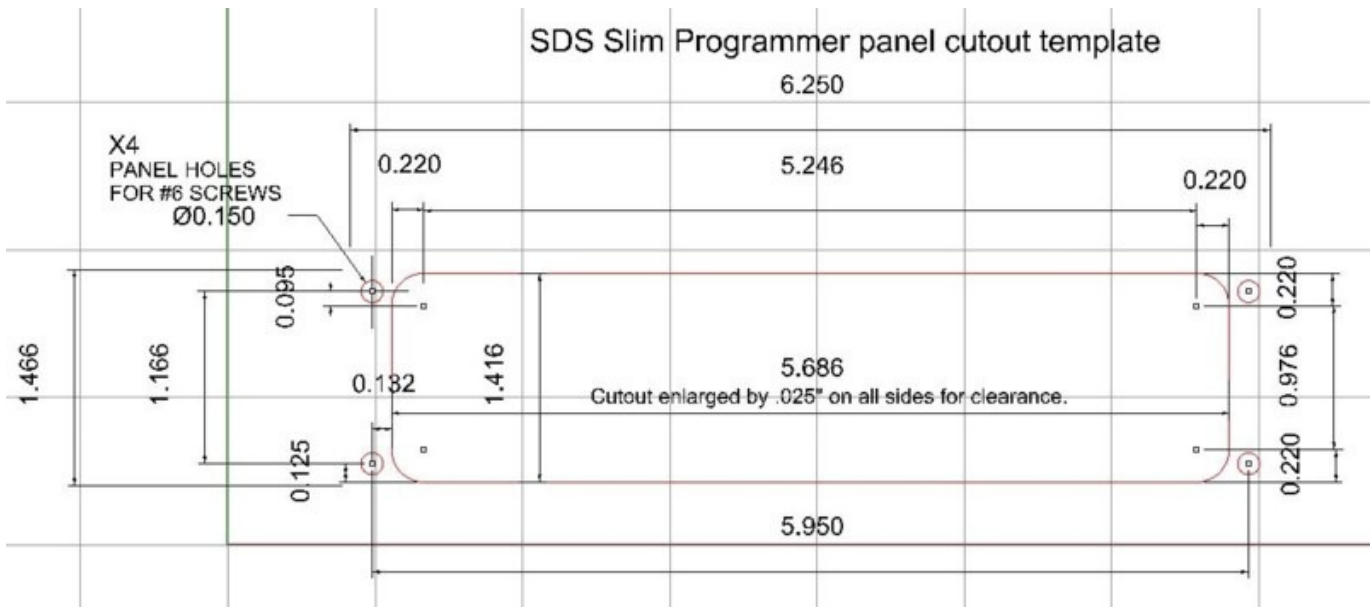 SDS Slim Programmer panel cutout template
6.250
X4
PANEL HOLES
FOR #6 SCREWS
Ø0.150
0.220
5.246
0.220
0.095
0.220
1.466
1.166
0.132
1.416
5.686
0.976
Cutout enlarged by .025" on all sides for clearance.
0.125
0.220
5.950